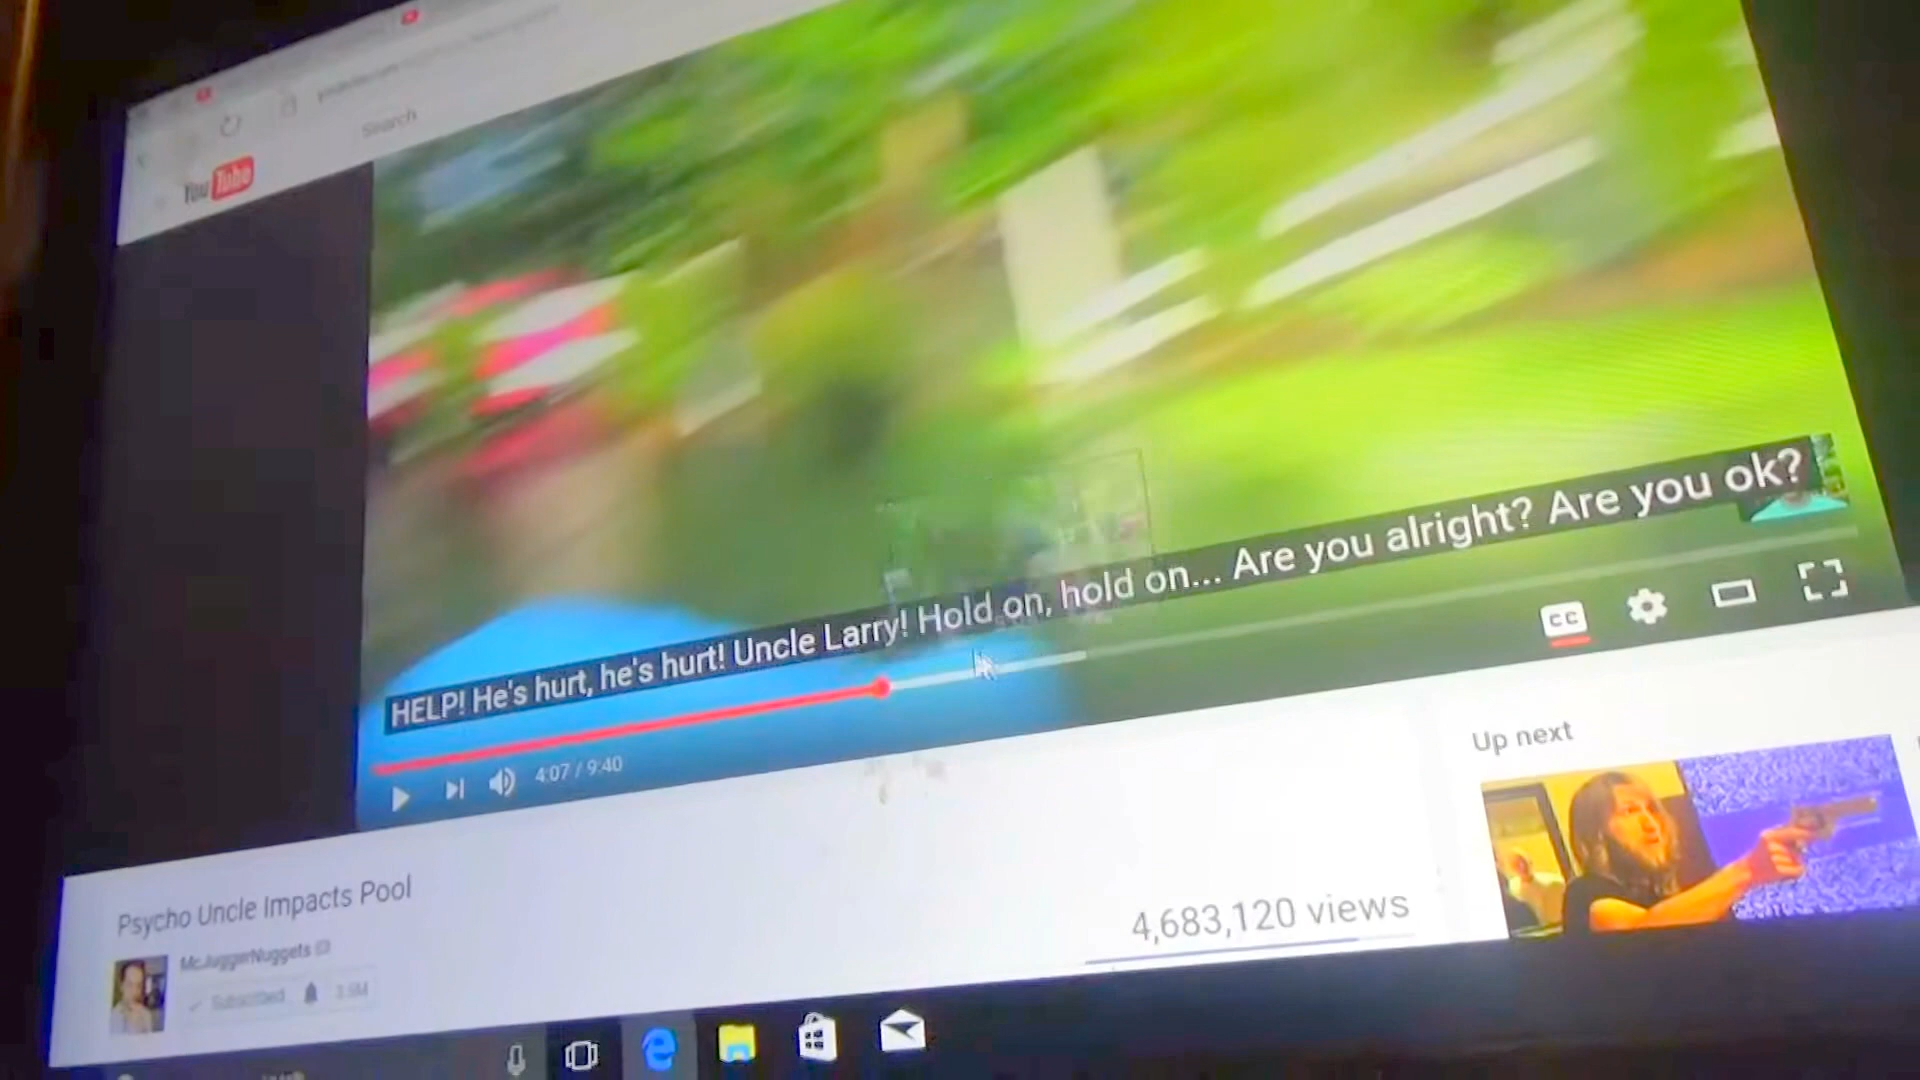 Search
YouTube
HELP! He's hurt, he's hurt! Uncle Larry! Hold on, hold on... Are you alright? Are you ok?
CC
4:07 / 9:40
Up next
Psycho Uncle Impacts Pool
4,683,120 views
McJuggerNuggets
Subscribed